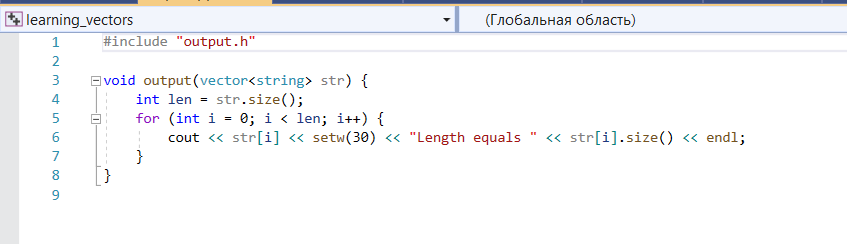 learning_vectors (Глобальная область)
1 #include "output.h"
2
3 void output(vector<string> str) {
4 int len = str.size();
5 for (int i = 0; i < len; i++) {
6 cout << str[i] << setw(30) << "Length equals " << str[i].size() << endl;
7 }
8 }
9